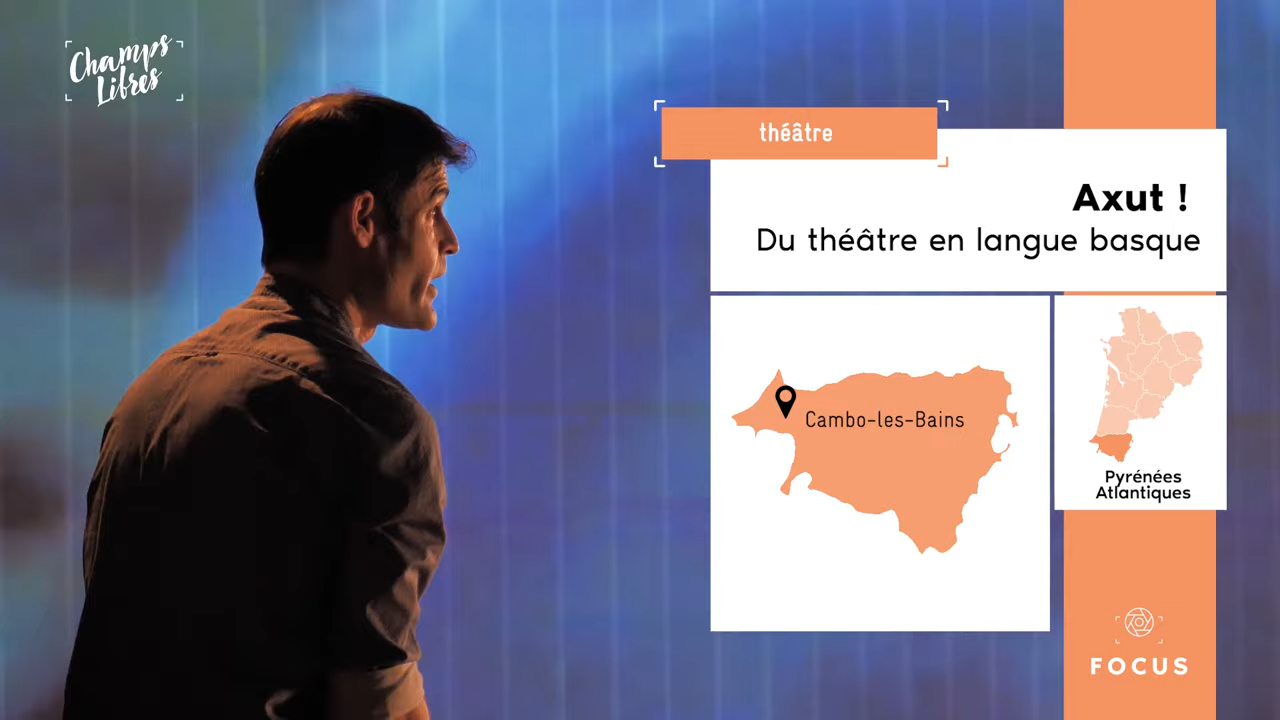 Champs
Libres
théâtre
Axut !
Du théâtre en langue basque
Cambo-les-Bains
Pyrénées
Atlantiques
FOCUS